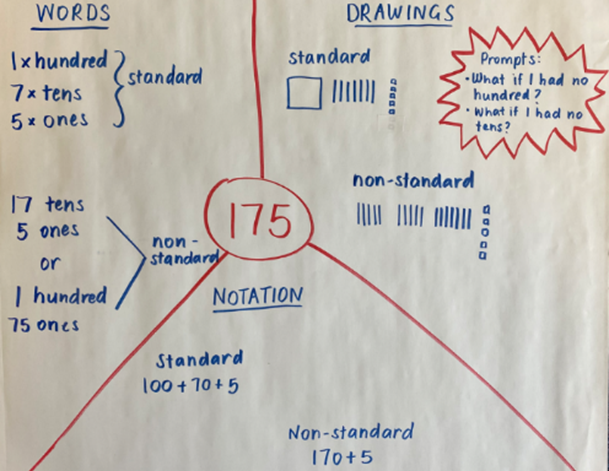 WORDS
1 x hundred
7 x tens
5 x ones
standard
17 tens
5 ones
or
1 hundred
75 ones
non-
standard
DRAWINGS
standard
Prompts:
• What if I had no
hundred?
• What if I had no
tens?
non-standard
175
NOTATION
Standard
100 + 70 + 5
Non-standard
170 + 5